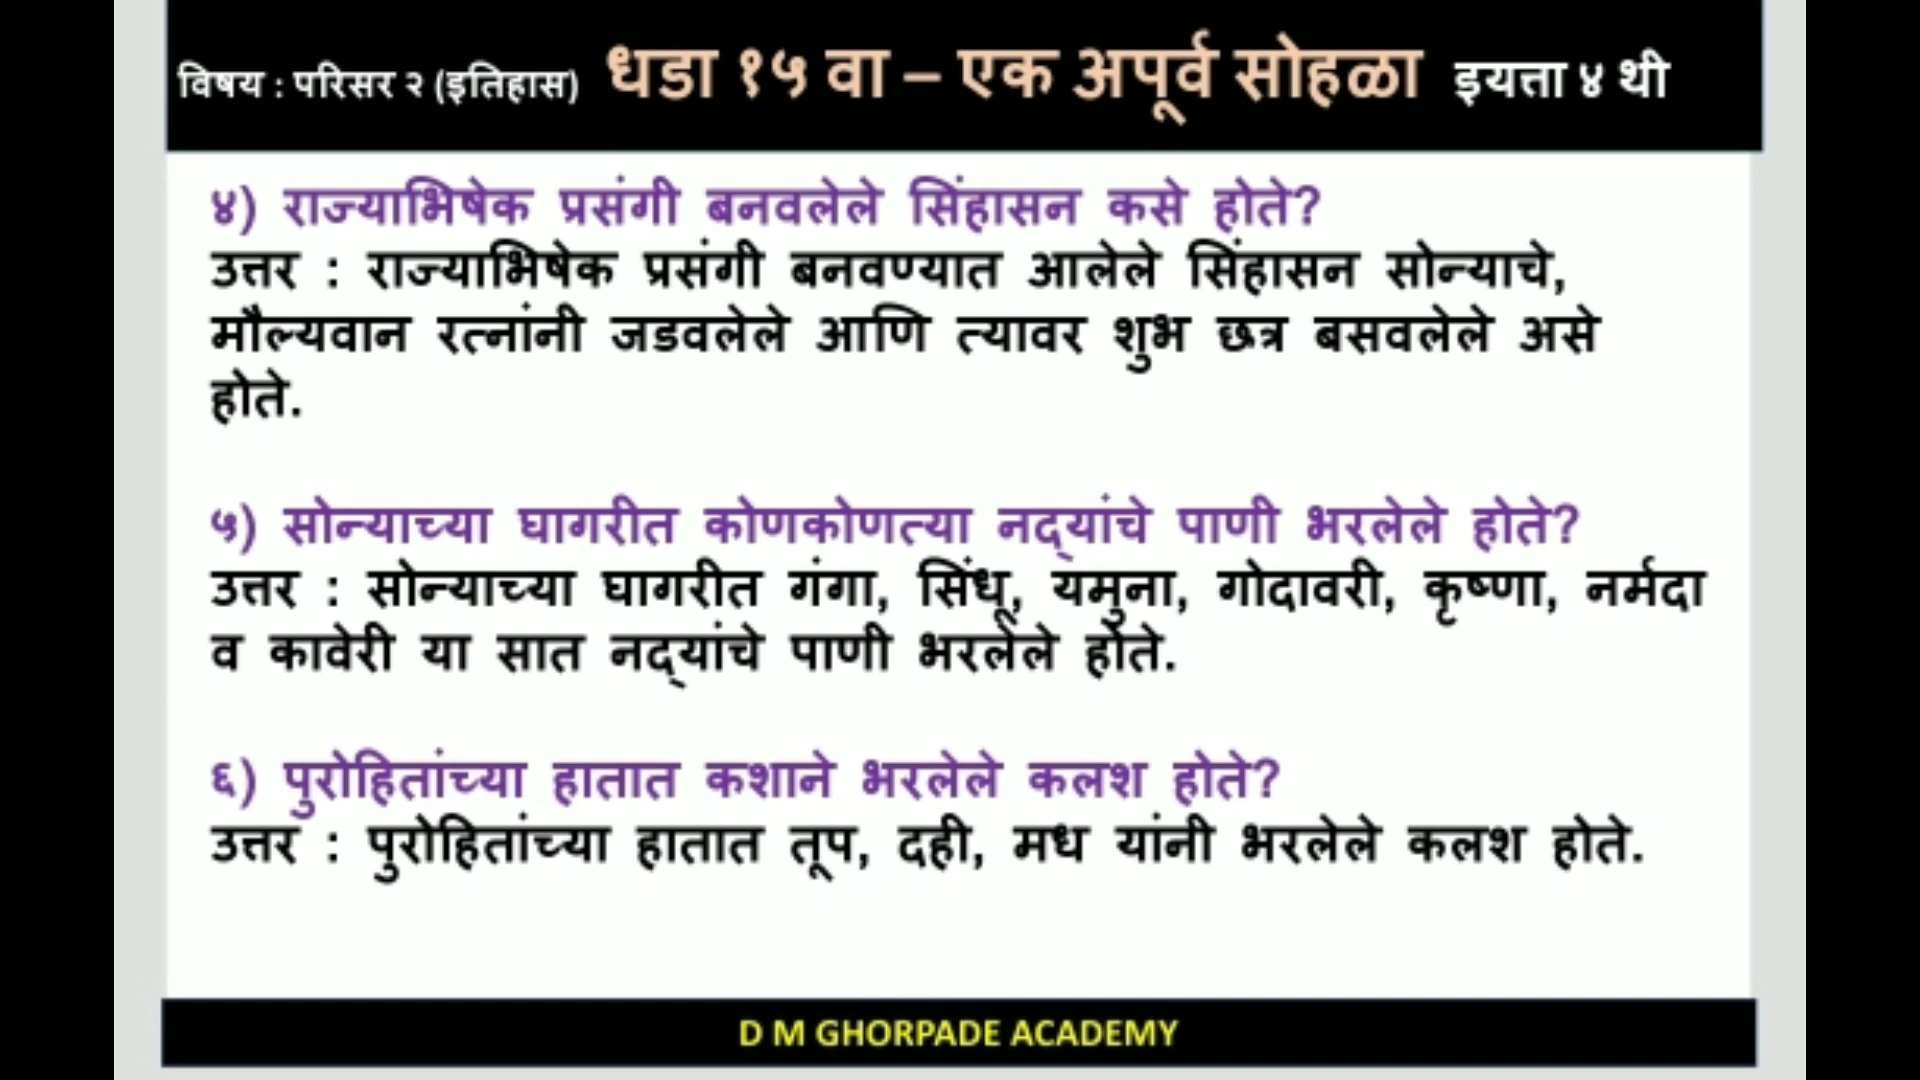 विषय : परिसर २ (इतिहास) धडा १५ वा – एक अपूर्व सोहळा इयत्ता ४ थी
४) राज्याभिषेक प्रसंगी बनवलेले सिंहासन कसे होते?
उत्तर : राज्याभिषेक प्रसंगी बनवण्यात आलेले सिंहासन सोन्याचे,
मौल्यवान रत्नांनी जडवलेले आणि त्यावर शुभ छत्र बसवलेले असे
होते.
५) सोन्याच्या घागरीत कोणकोणत्या नद्यांचे पाणी भरलेले होते?
उत्तर : सोन्याच्या घागरीत गंगा, सिंधू, यमुना, गोदावरी, कृष्णा, नर्मदा
व कावेरी या सात नद्यांचे पाणी भरलेले होते.
६) पुरोहितांच्या हातात कशाने भरलेले कलश होते?
उत्तर : पुरोहितांच्या हातात तूप, दही, मध यांनी भरलेले कलश होते.
D M GHORPADE ACADEMY